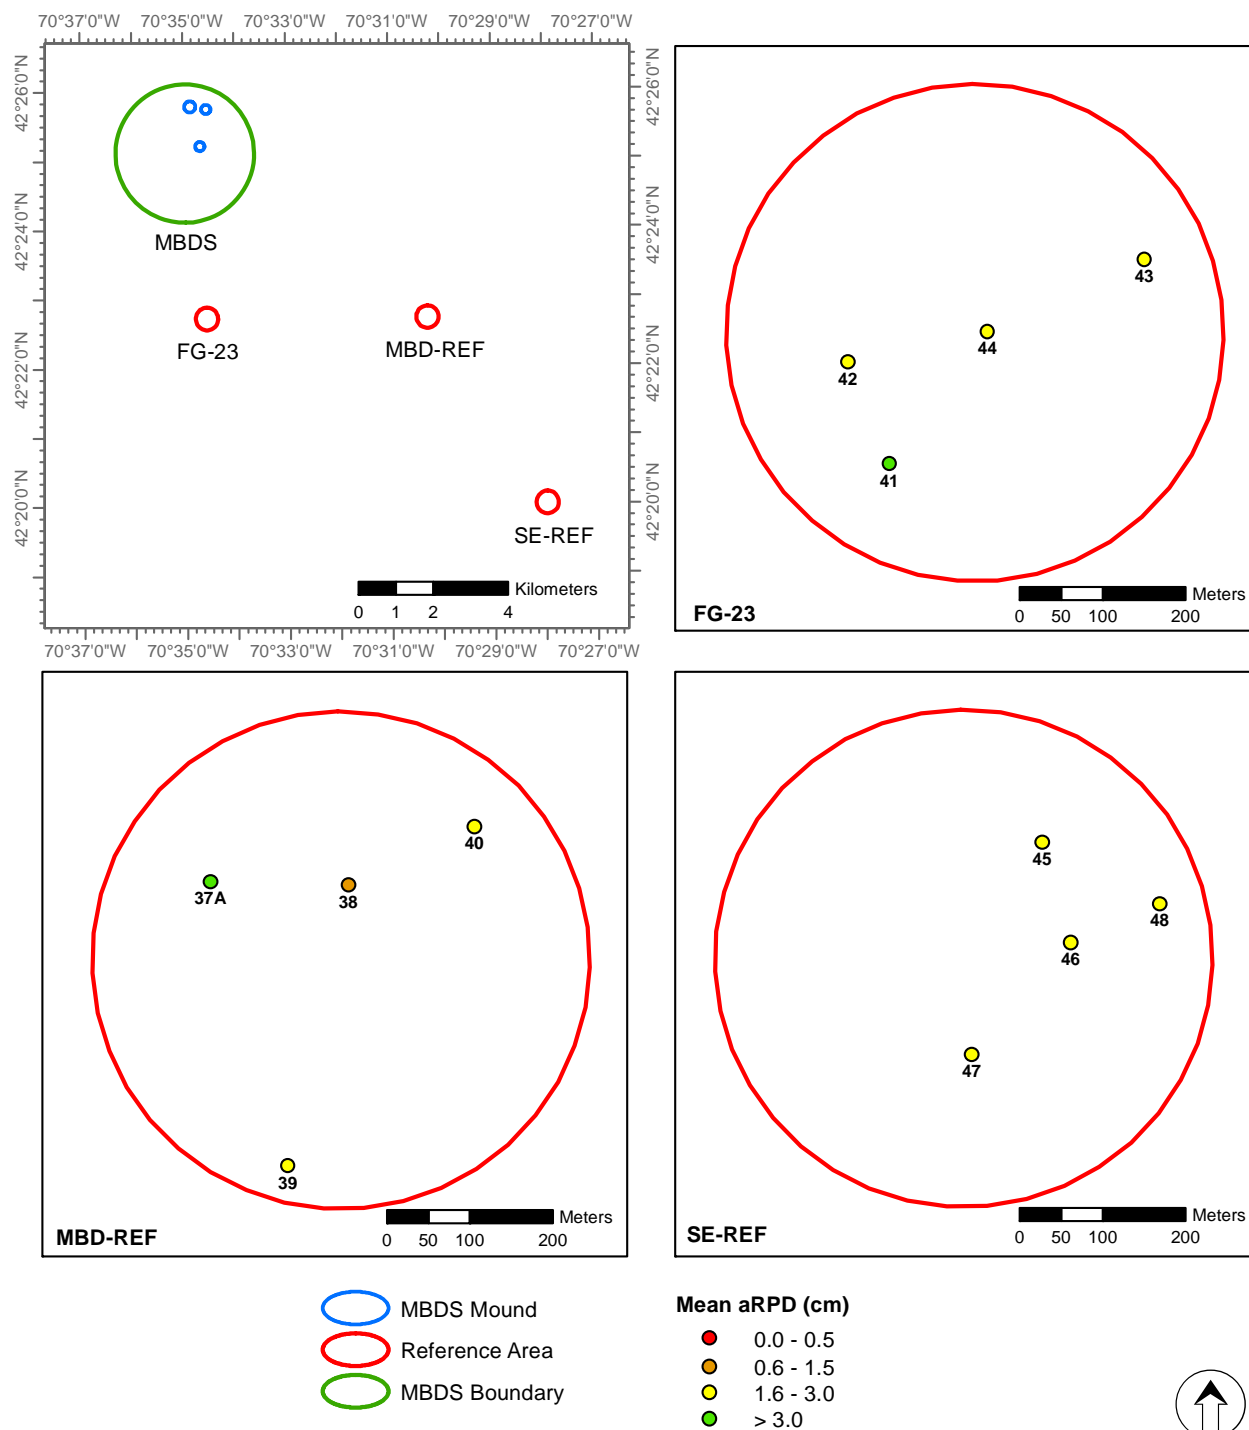 70°37'0"W 70°35'0"W 70°33'0"W 70°31'0"W 70°29'0"W 70°27'0"W
42°26'0"N
42°24'0"N
42°22'0"N
42°20'0"N
42°26'0"N
42°24'0"N
42°22'0"N
42°20'0"N
MBDS
FG-23
MBD-REF
SE-REF
Kilometers
0 1 2 4
70°37'0"W 70°35'0"W 70°33'0"W 70°31'0"W 70°29'0"W 70°27'0"W
43
44
42
41
Meters
0 50 100 200
FG-23
40
37A
38
39
Meters
0 50 100 200
MBD-REF
45
48
46
47
Meters
0 50 100 200
SE-REF
MBDS Mound
Reference Area
MBDS Boundary
Mean aRPD (cm)
0.0 - 0.5
0.6 - 1.5
1.6 - 3.0
> 3.0